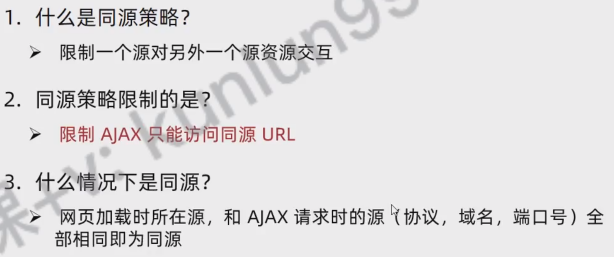 1. 什么是同源策略?
➢ 限制一个源对另外一个源资源交互
2. 同源策略限制的是?
➢ 限制 AJAX 只能访问同源 URL
3. 什么情况下是同源?
➢ 网页加载时所在源,和 AJAX 请求时的源(协议,域名,端口号)全
部相同即为同源
课+v: kunlun99